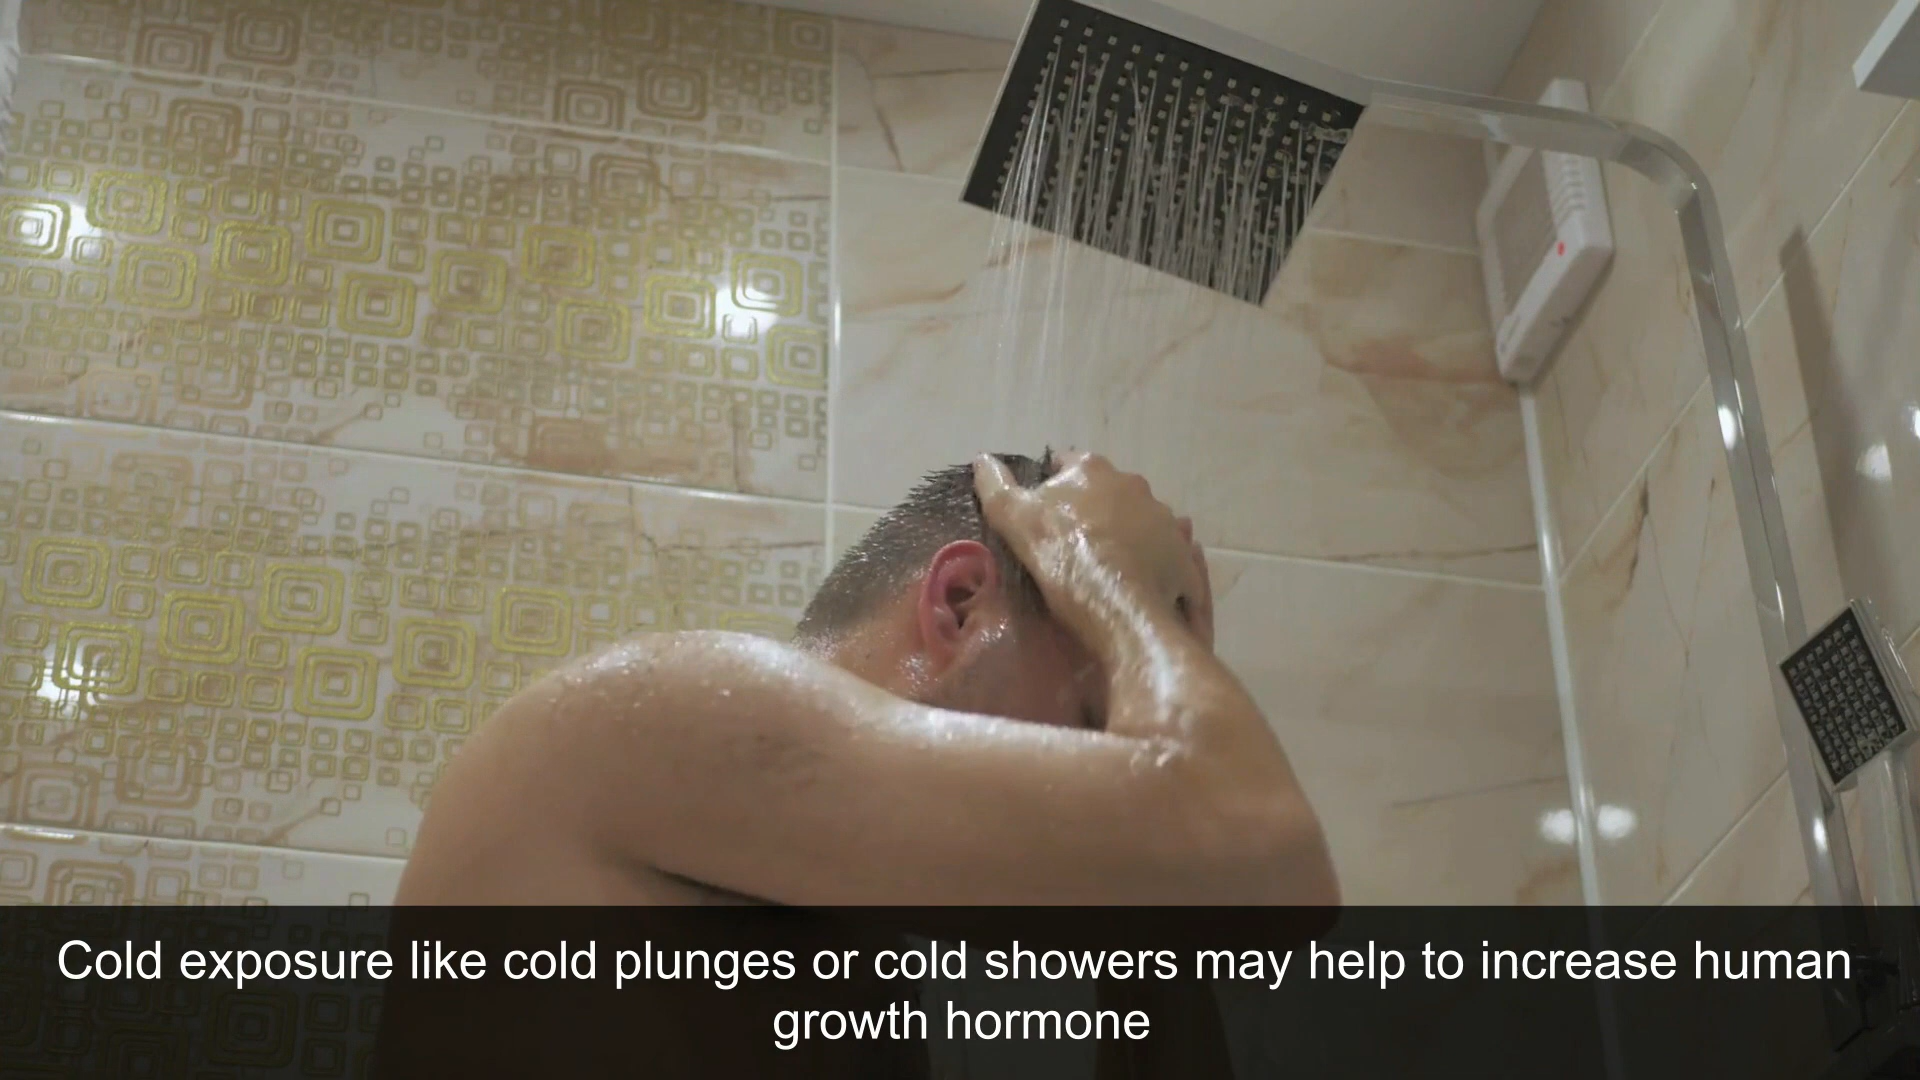 Cold exposure like cold plunges or cold showers may help to increase human
growth hormone